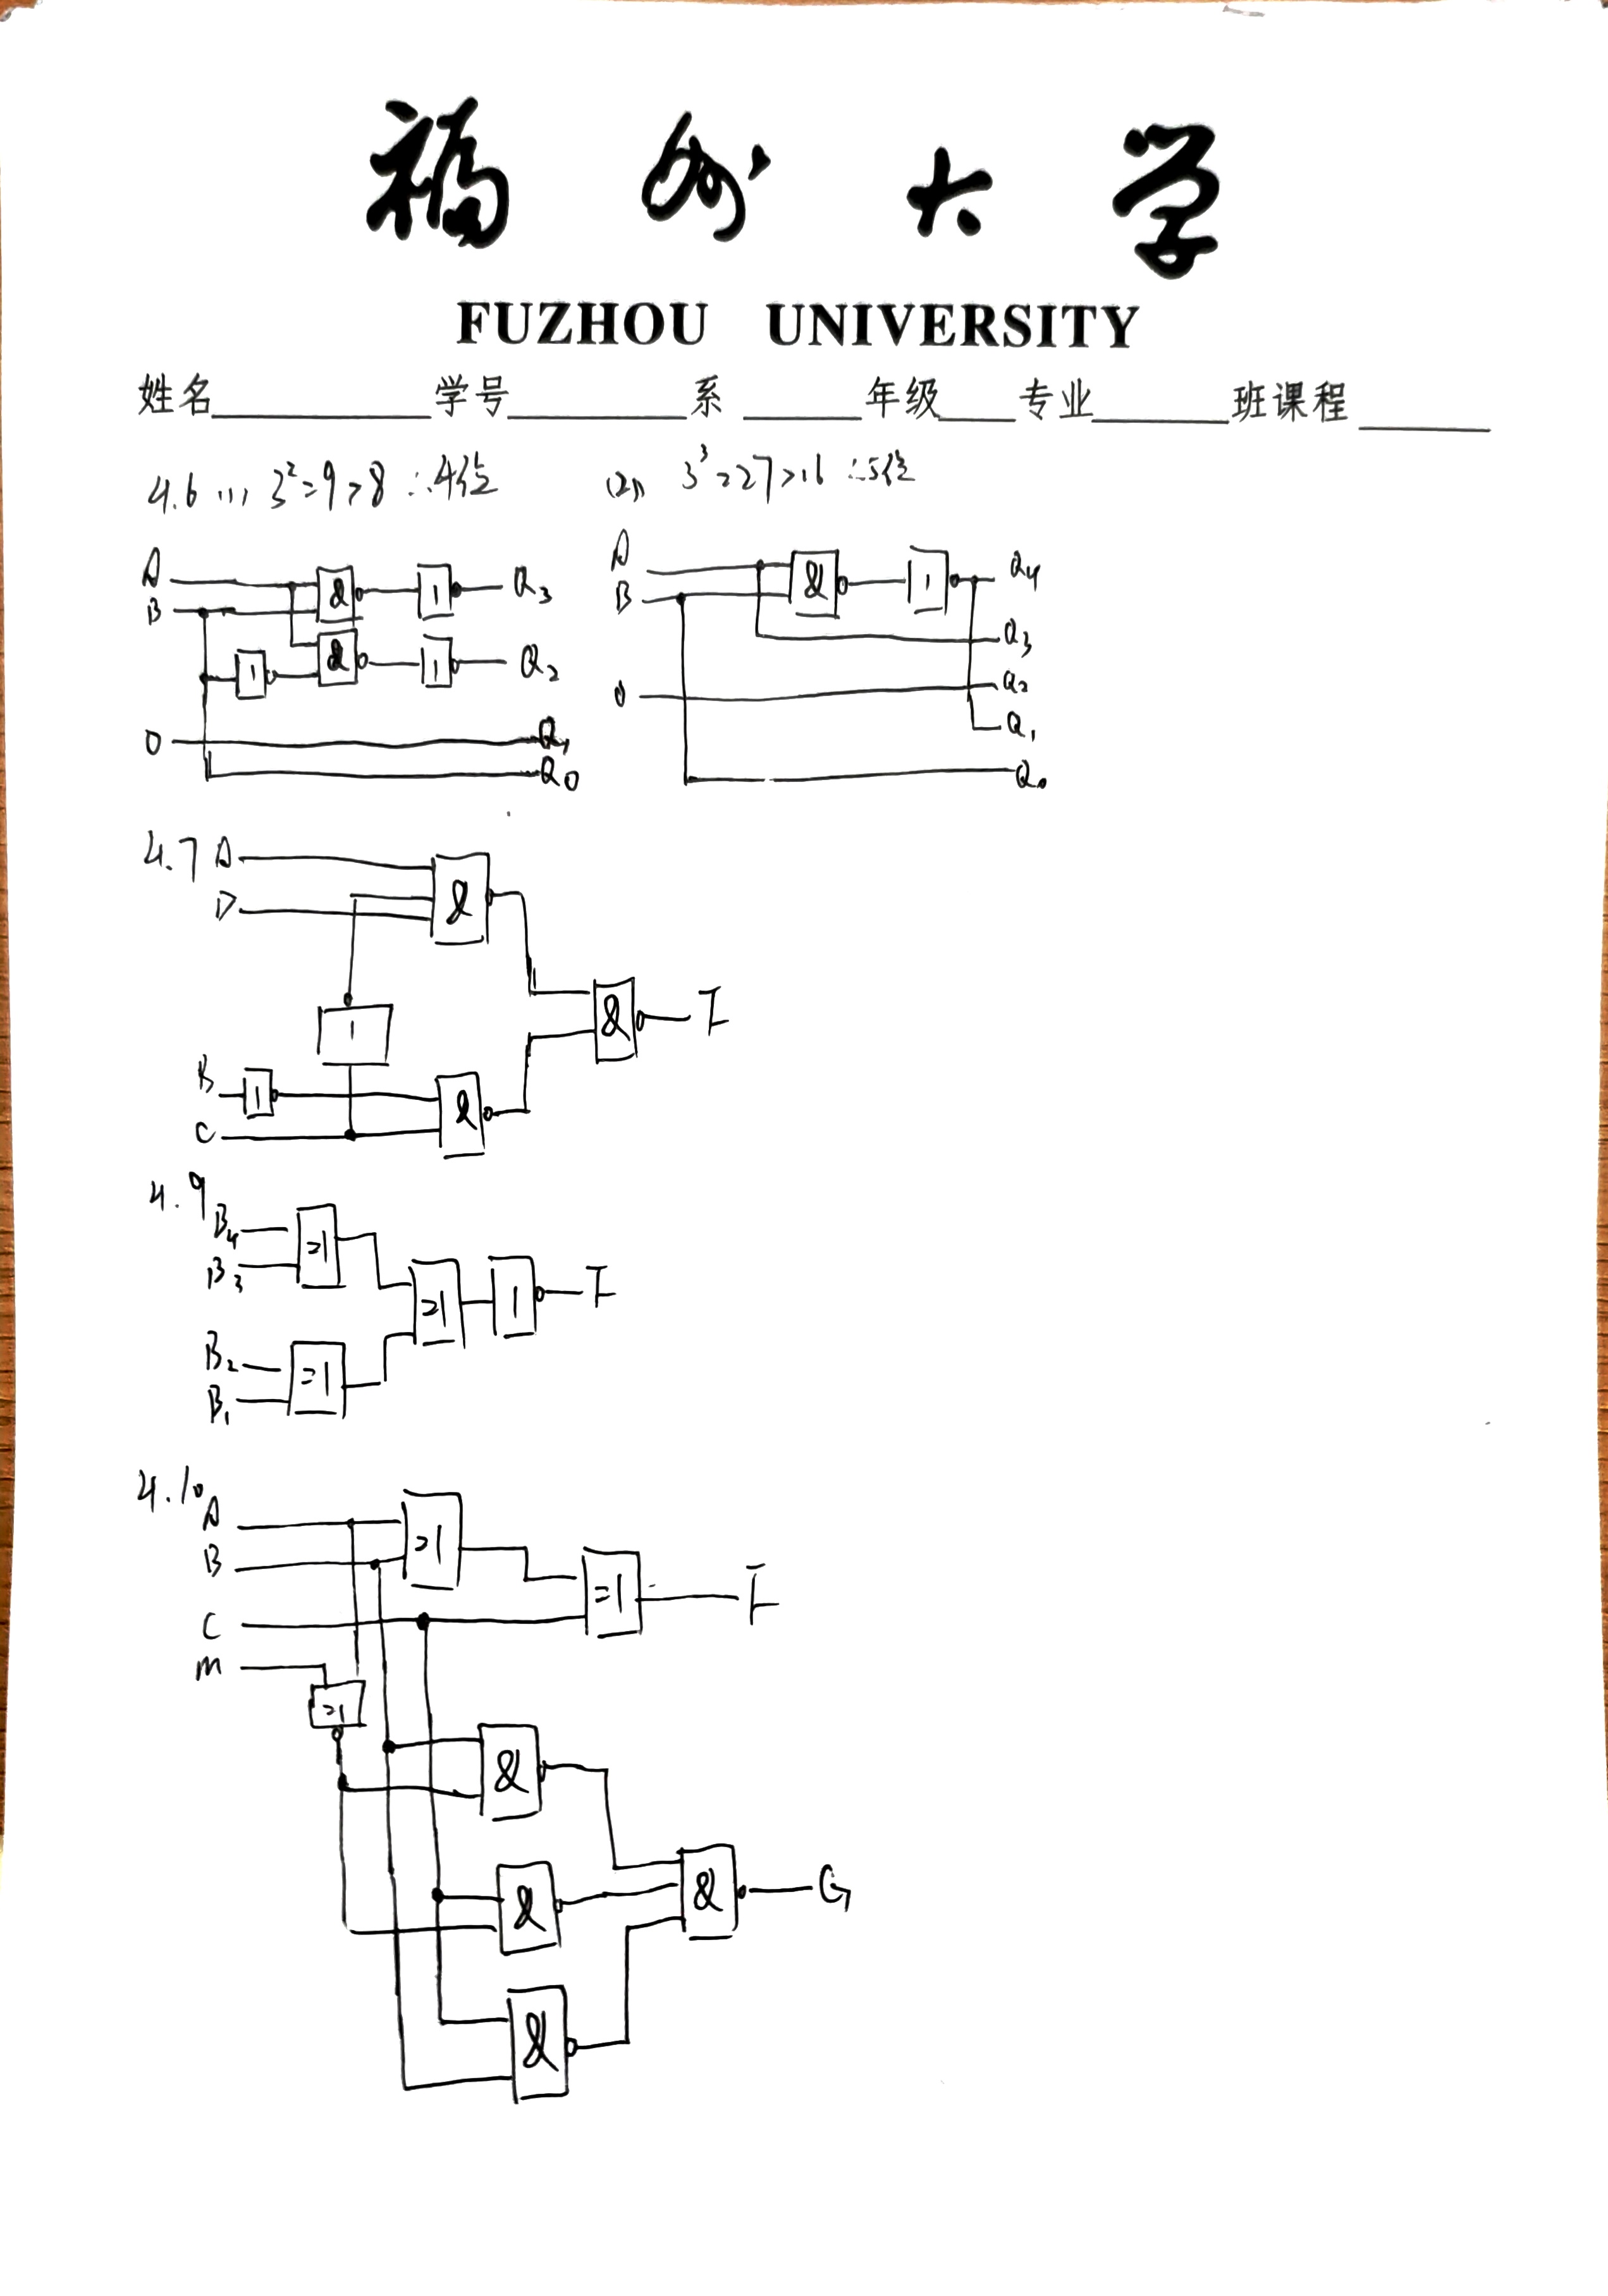 福州大学
FUZHOU UNIVERSITY
姓名 学号 系 年级 专业 班课程
4.6 (1) 3²=9>8 ∴4位 (2) 3³=27>16 ∴5位
A & 1 Q3
B
& 1 Q2
1
0 Q1
Q0
A & 1 Q4
B
Q3
0 Q2
Q1
Q0
4.7 A
D &
1
& F
B 1
C &
4.9
B4 =1
B3
=1 1 F
B2 =1
B1
4.10
A
B =1
=1 F
C
M
=1
&
& & G
&